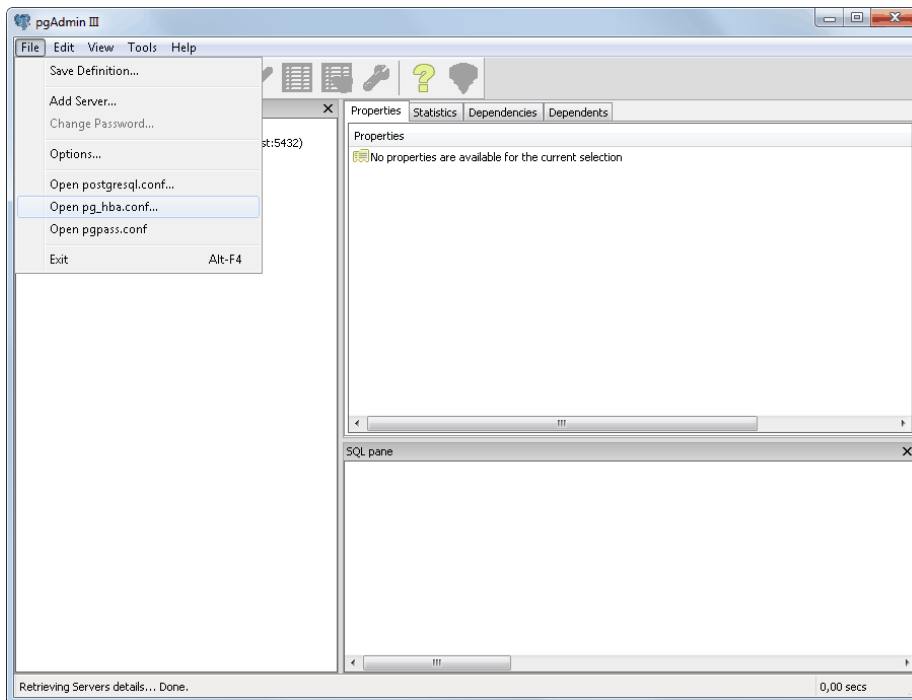 pgAdmin III
File Edit View Tools Help
Save Definition...
Add Server...
Change Password...
Options...
Open postgresql.conf...
Open pg_hba.conf...
Open pgpass.conf
Exit Alt-F4
st:5432)
Properties Statistics Dependencies Dependents
Properties
No properties are available for the current selection
SQL pane
Retrieving Servers details... Done. 0,00 secs